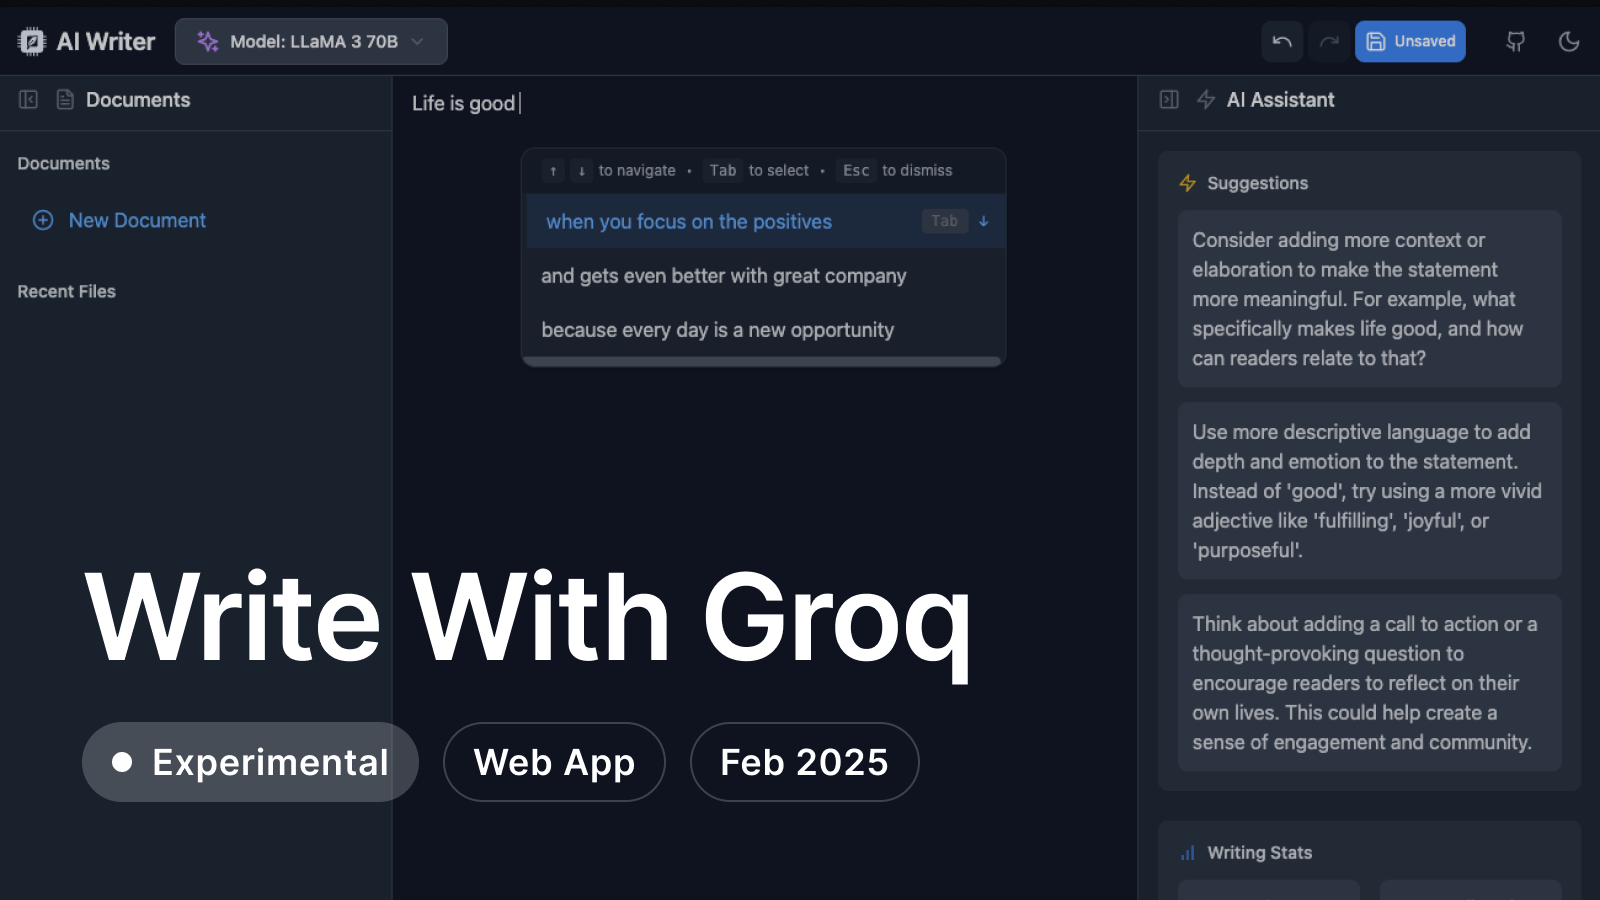 AI Writer
Model: LLaMA 3 70B
Unsaved
Documents
Documents
New Document
Recent Files
Life is good
↑ ↓ to navigate • Tab to select • Esc to dismiss
when you focus on the positives Tab ↓
and gets even better with great company
because every day is a new opportunity
AI Assistant
Suggestions
Consider adding more context or
elaboration to make the statement
more meaningful. For example, what
specifically makes life good, and how
can readers relate to that?
Use more descriptive language to add
depth and emotion to the statement.
Instead of 'good', try using a more vivid
adjective like 'fulfilling', 'joyful', or
'purposeful'.
Think about adding a call to action or a
thought-provoking question to
encourage readers to reflect on their
own lives. This could help create a
sense of engagement and community.
Writing Stats
Write With Groq
Experimental
Web App
Feb 2025